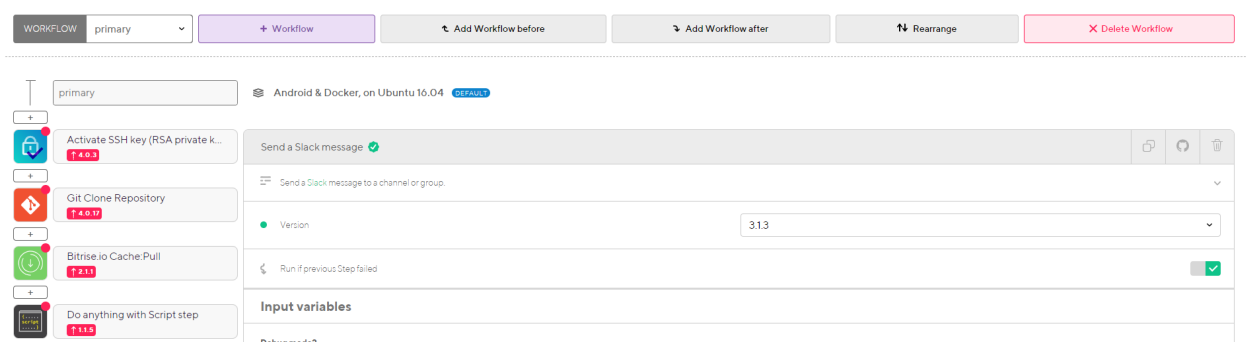 WORKFLOW primary + Workflow Add Workflow before Add Workflow after Rearrange Delete Workflow
primary Android & Docker, on Ubuntu 16.04 DEFAULT
+
Activate SSH key (RSA private k...
↑ 4.0.3
Send a Slack message
+
Send a Slack message to a channel or group.
Git Clone Repository
↑ 4.0.17
Version 3.1.3
+
Bitrise.io Cache:Pull
↑ 2.1.1
Run if previous Step failed
+
Input variables
script
Do anything with Script step
↑ 1.1.5
Debug mode?